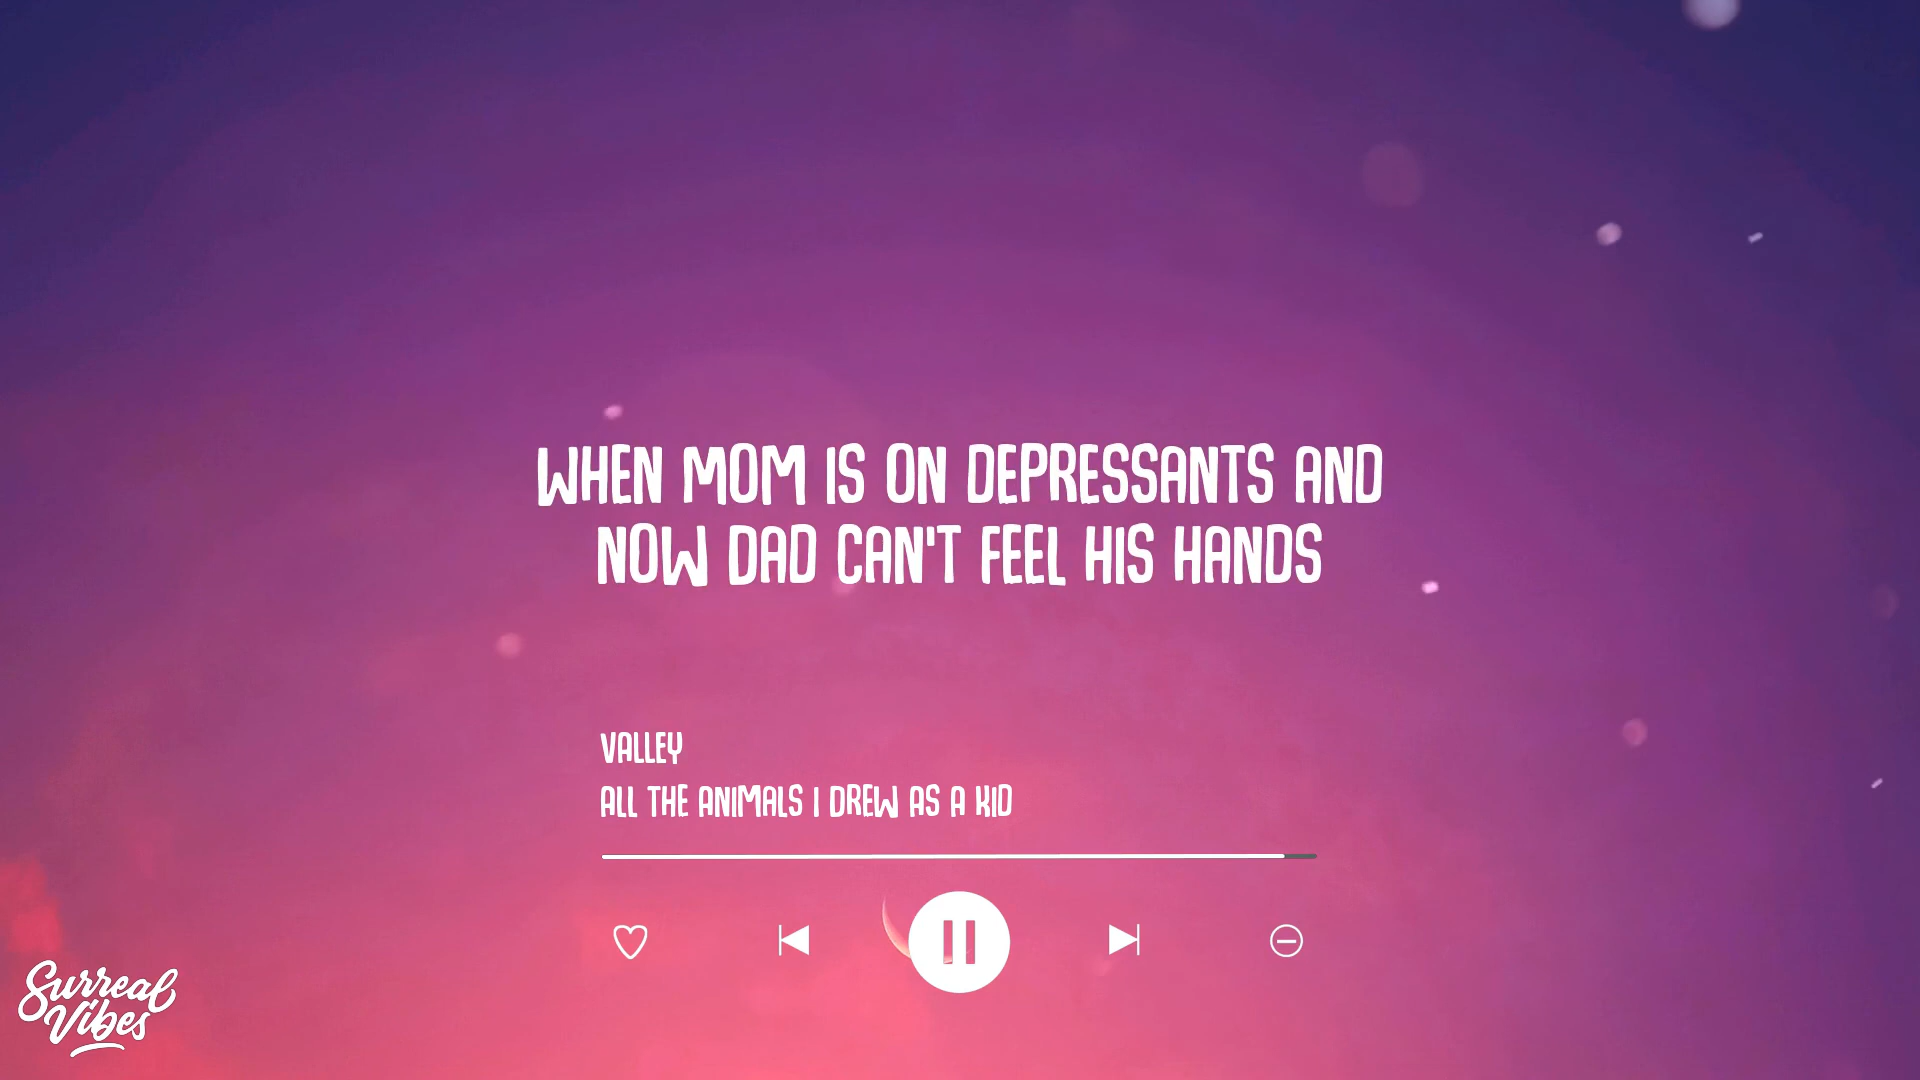 WHEN MOM IS ON DEPRESSANTS AND
NOW DAD CAN'T FEEL HIS HANDS
VALLEY
ALL THE ANIMALS I DREW AS A KID
Surreal
Vibes